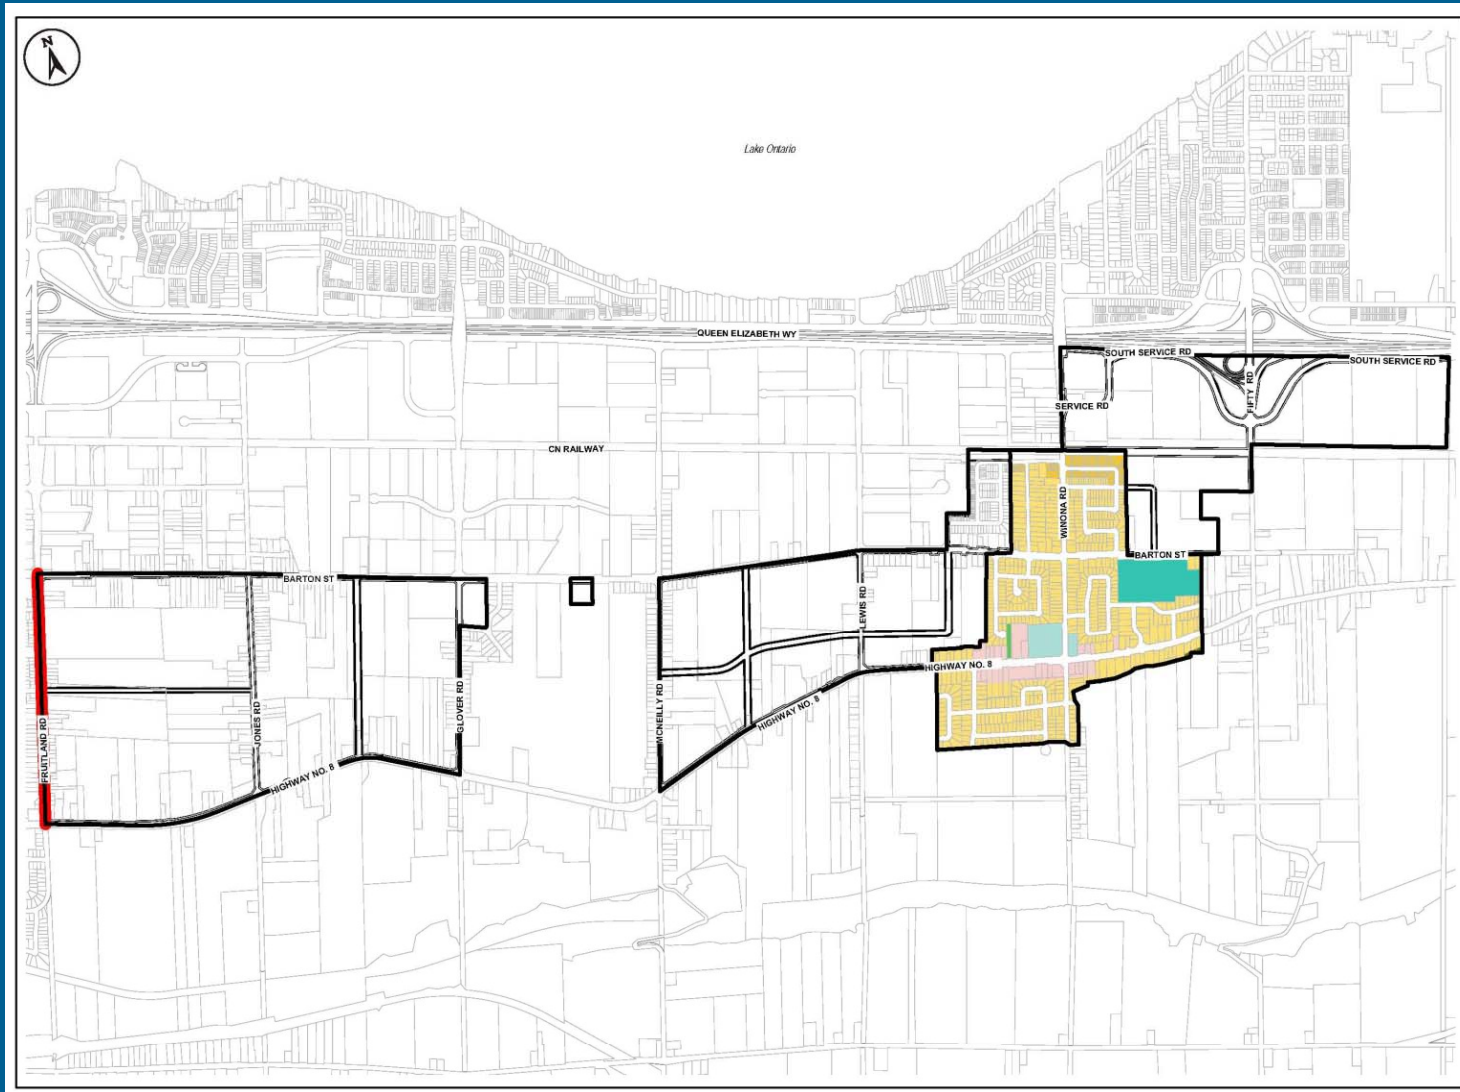 N
Lake Ontario
QUEEN ELIZABETH WY
SOUTH SERVICE RD
SOUTH SERVICE RD
FIFTY RD
SERVICE RD
CN RAILWAY
WINONA RD
BARTON ST
BARTON ST
LEWIS RD
HIGHWAY NO. 8
FRUITLAND RD
JONES RD
GLOVER RD
MCNEILLY RD
HIGHWAY NO. 8
HIGHWAY NO. 8